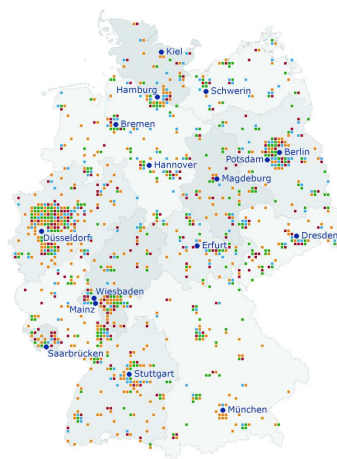 Kiel
Hamburg
Schwerin
Bremen
Berlin
Potsdam
Hannover
Magdeburg
Düsseldorf
Dresden
Erfurt
Wiesbaden
Mainz
Saarbrücken
Stuttgart
München